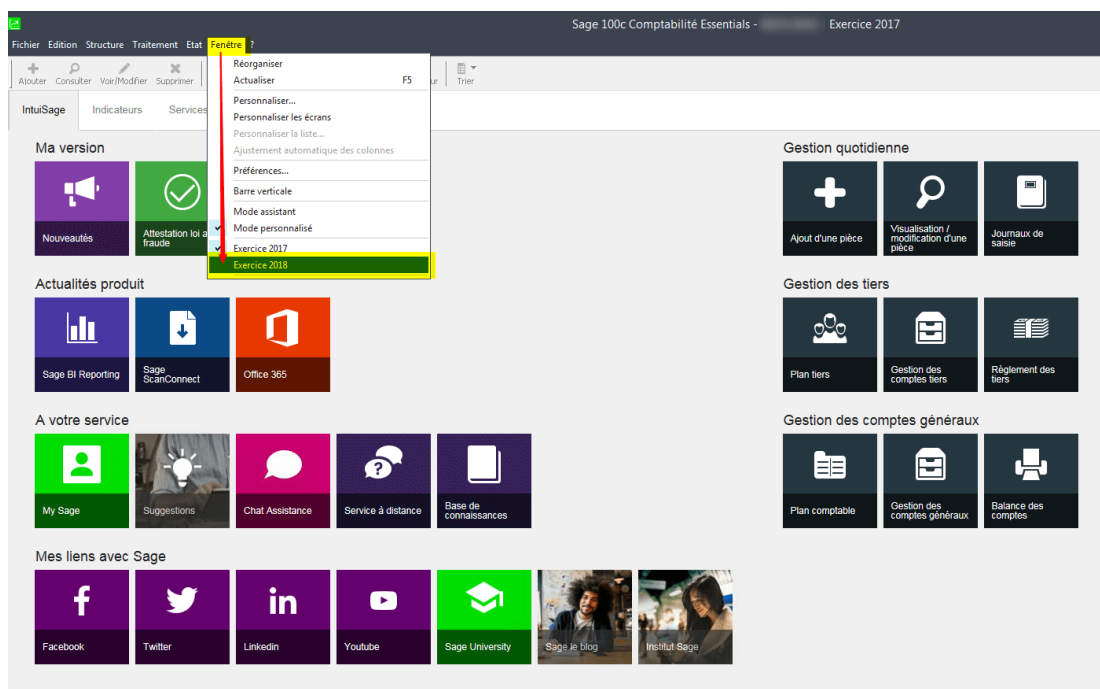 Sage 100c Comptabilité Essentials - - Exercice 2017
Fichier Edition Structure Traitement Etat Fenêtre ?
Ajouter Consulter Voir/Modifier Supprimer Trier
IntuiSage Indicateurs Services
Réorganiser
Actualiser F5
Personnaliser...
Personnaliser les écrans
Personnaliser la liste...
Ajustement automatique des colonnes
Préférences...
Barre verticale
Mode assistant
Mode personnalisé
Exercice 2017
Exercice 2018
Ma version
Nouveautés
Attestation loi a
fraude
Actualités produit
Sage BI Reporting
Sage
ScanConnect
Office 365
A votre service
My Sage
Suggestions
Chat Assistance
Service à distance
Base de
connaissances
Mes liens avec Sage
Facebook
Twitter
Linkedin
Youtube
Sage University
Sage le blog
Institut Sage
Gestion quotidienne
Ajout d'une pièce
Visualisation /
modification d'une
pièce
Journaux de
saisie
Gestion des tiers
Plan tiers
Gestion des
comptes tiers
Règlement des
tiers
Gestion des comptes généraux
Plan comptable
Gestion des
comptes généraux
Balance des
comptes